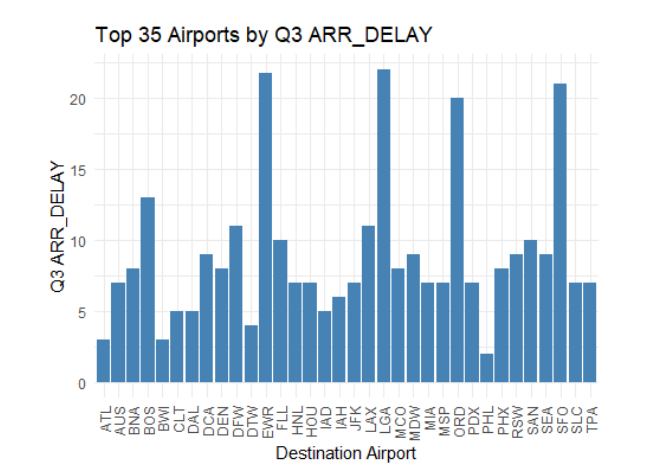 Top 35 Airports by Q3 ARR_DELAY
Q3 ARR_DELAY
20
15
10
5
0
ATL AUS BNA BOS BWI CLT DAL DCA DEN DFW DTW EWR FLL HNL HOU IAD IAH JFK LAX LGA MCO MDW MIA MSP ORD PDX PHL PHX RSW SAN SEA SFO SLC TPA
Destination Airport